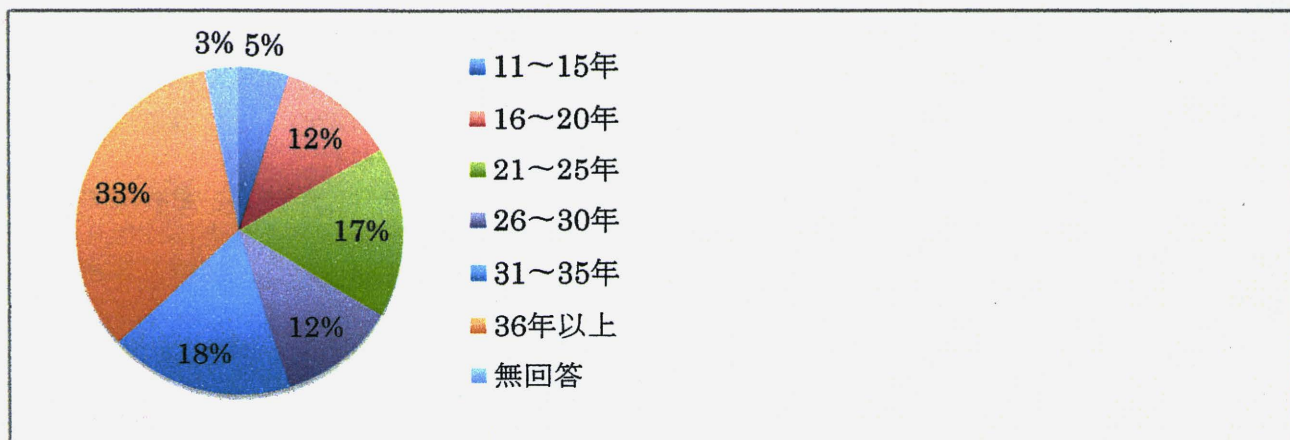 3% 5%
12%
33%
17%
12%
18%
11～15年
16～20年
21～25年
26～30年
31～35年
36年以上
無回答